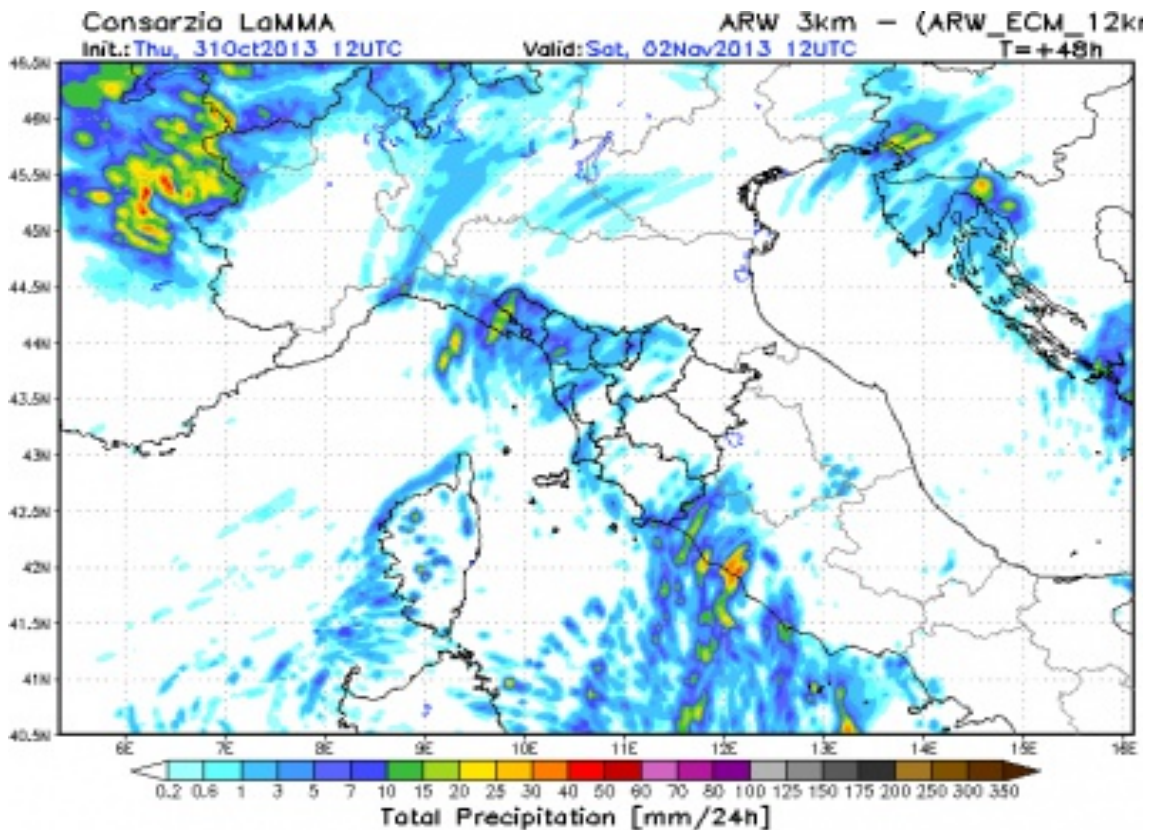 Consorzio LaMMA ARW 3km - (ARW_ECM_12k
Init.: Thu, 31Oct2013 12UTC Valid: Sat, 02Nov2013 12UTC T=+48h
46.5N
46N
45.5N
45N
44.5N
44N
43.5N
43N
42.5N
42N
41.5N
41N
40.5N
6E 7E 8E 9E 10E 11E 12E 13E 14E 15E 16E
0.2 0.6 1 3 5 7 10 15 20 25 30 40 50 60 70 80 100 125 150 175 200 250 300 350
Total Precipitation [mm/24h]